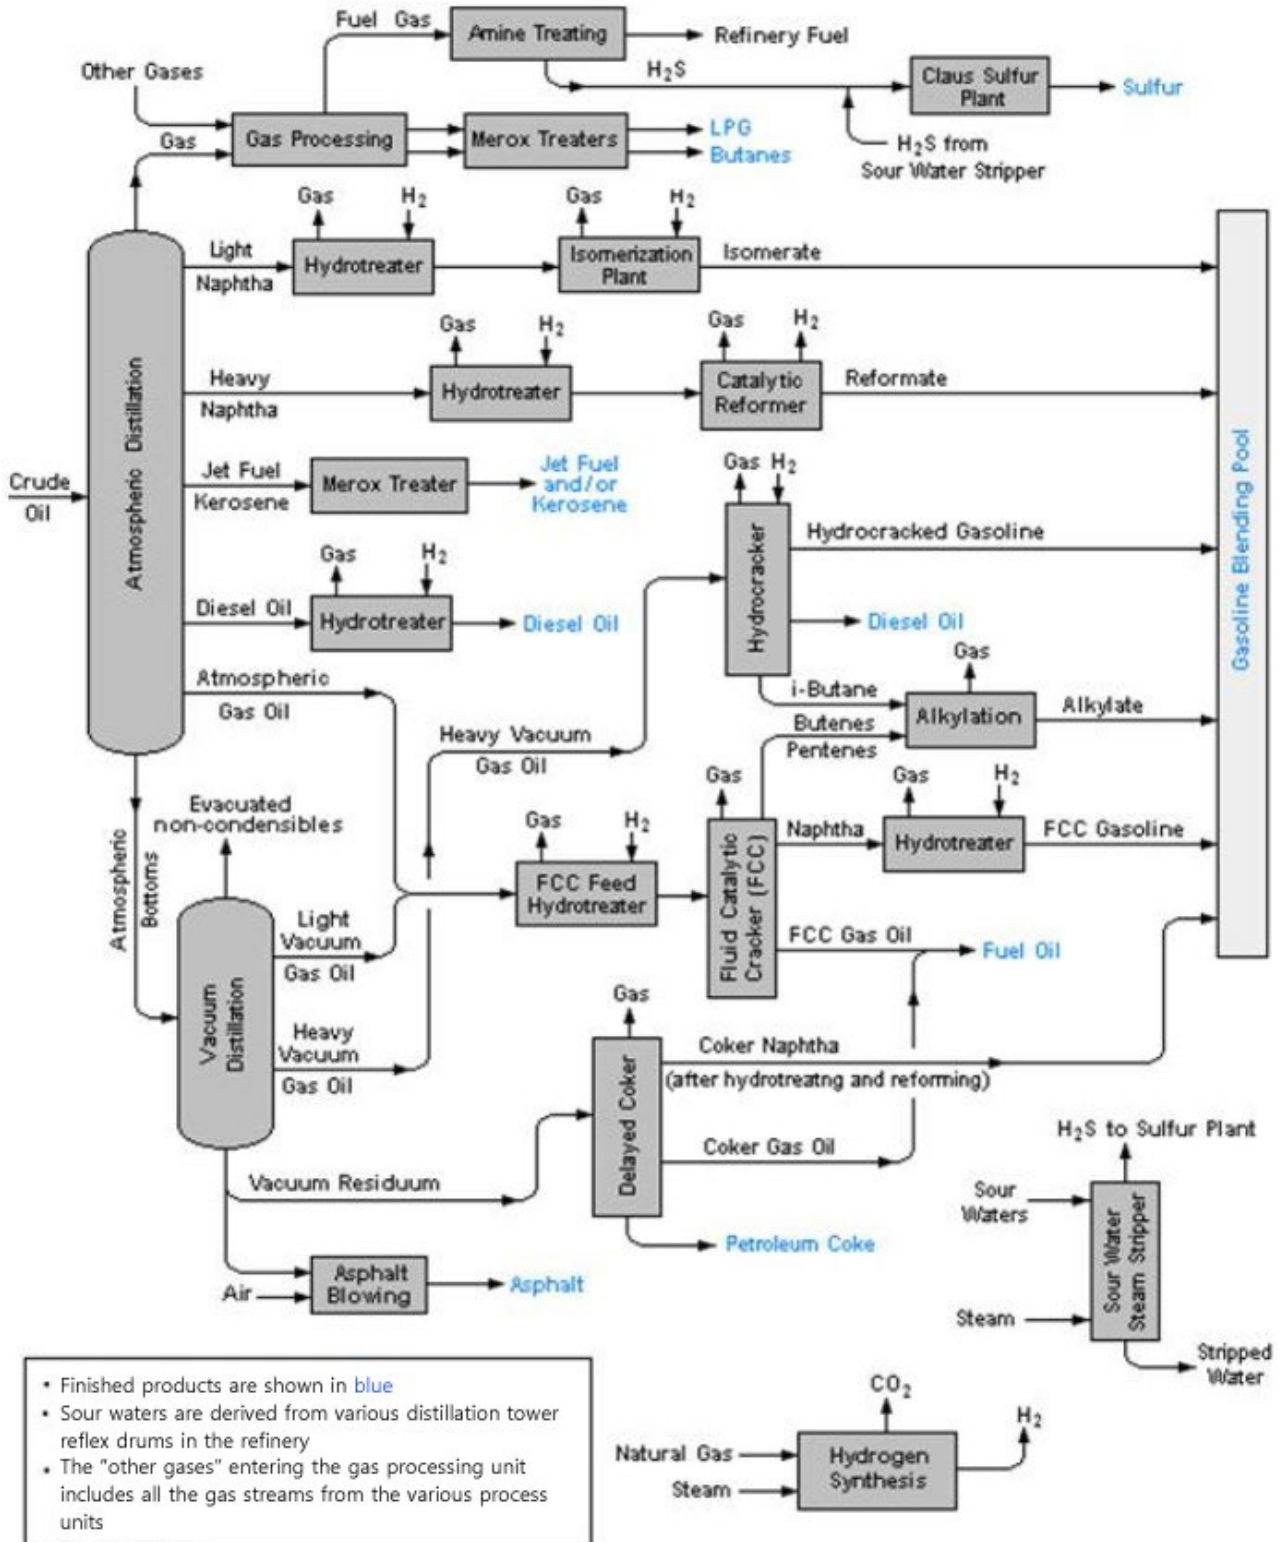 Fuel Gas
Amine Treating
Refinery Fuel
Other Gases
H2S
Claus Sulfur
Plant
Sulfur
Gas
Gas Processing
Merox Treaters
LPG
Butanes
H2S from
Sour Water Stripper
Gas
H2
Gas
H2
Light
Naphtha
Hydrotreater
Isomerization
Plant
Isomerate
Gas
H2
Gas
H2
Heavy
Naphtha
Hydrotreater
Catalytic
Reformer
Reformate
Crude
Oil
Atmospheric Distillation
Jet Fuel
Kerosene
Merox Treater
Jet Fuel
and/or
Kerosene
Gas
H2
Hydrocracker
Hydrocracked Gasoline
Gasoline Blending Pool
Gas
H2
Diesel Oil
Hydrotreater
Diesel Oil
Diesel Oil
Atmospheric
Gas Oil
i-Butane
Gas
Butenes
Pentenes
Alkylation
Alkylate
Heavy Vacuum
Gas Oil
Evacuated
non-condensibles
Atmospheric
Bottoms
Gas
H2
FCC Feed
Hydrotreater
Gas
Fluid Catalytic
Cracker (FCC)
Naphtha
Gas
H2
Hydrotreater
FCC Gasoline
Light
Vacuum
Gas Oil
FCC Gas Oil
Fuel Oil
Vacuum
Distillation
Heavy
Vacuum
Gas Oil
Gas
Delayed Coker
Coker Naphtha
(after hydrotreatng and reforming)
Coker Gas Oil
Vacuum Residuum
Petroleum Coke
Air
Asphalt
Blowing
Asphalt
H2S to Sulfur Plant
Sour
Waters
Sour Water
Steam Stripper
Steam
Stripped
Water
CO2
H2
Natural Gas
Steam
Hydrogen
Synthesis
• Finished products are shown in blue
• Sour waters are derived from various distillation tower
reflex drums in the refinery
• The "other gases" entering the gas processing unit
includes all the gas streams from the various process
units